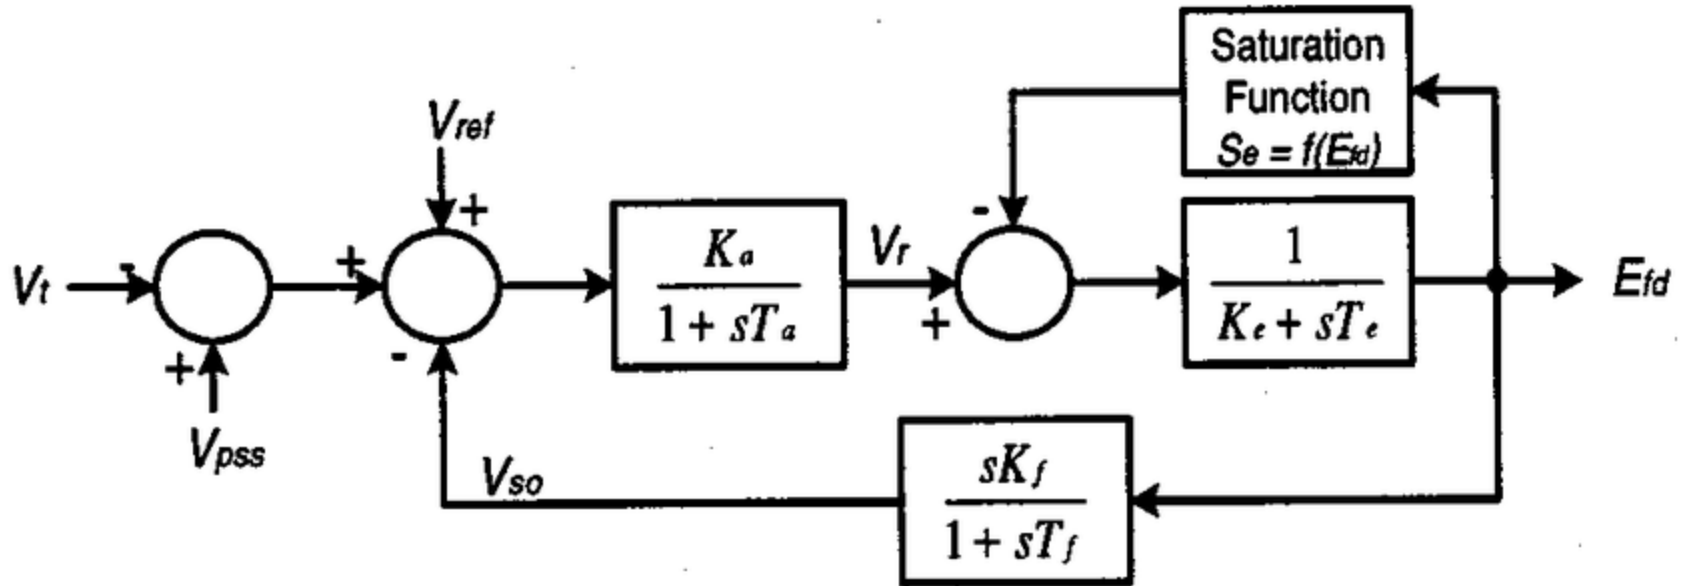 Saturation
Function
Se = f(Efd)
Vref
+
-
+
Vt
-
+
Ka
1 + sTa
Vr
+
1
Ke + sTe
Efd
+
-
Vpss
Vso
sKf
1 + sTf